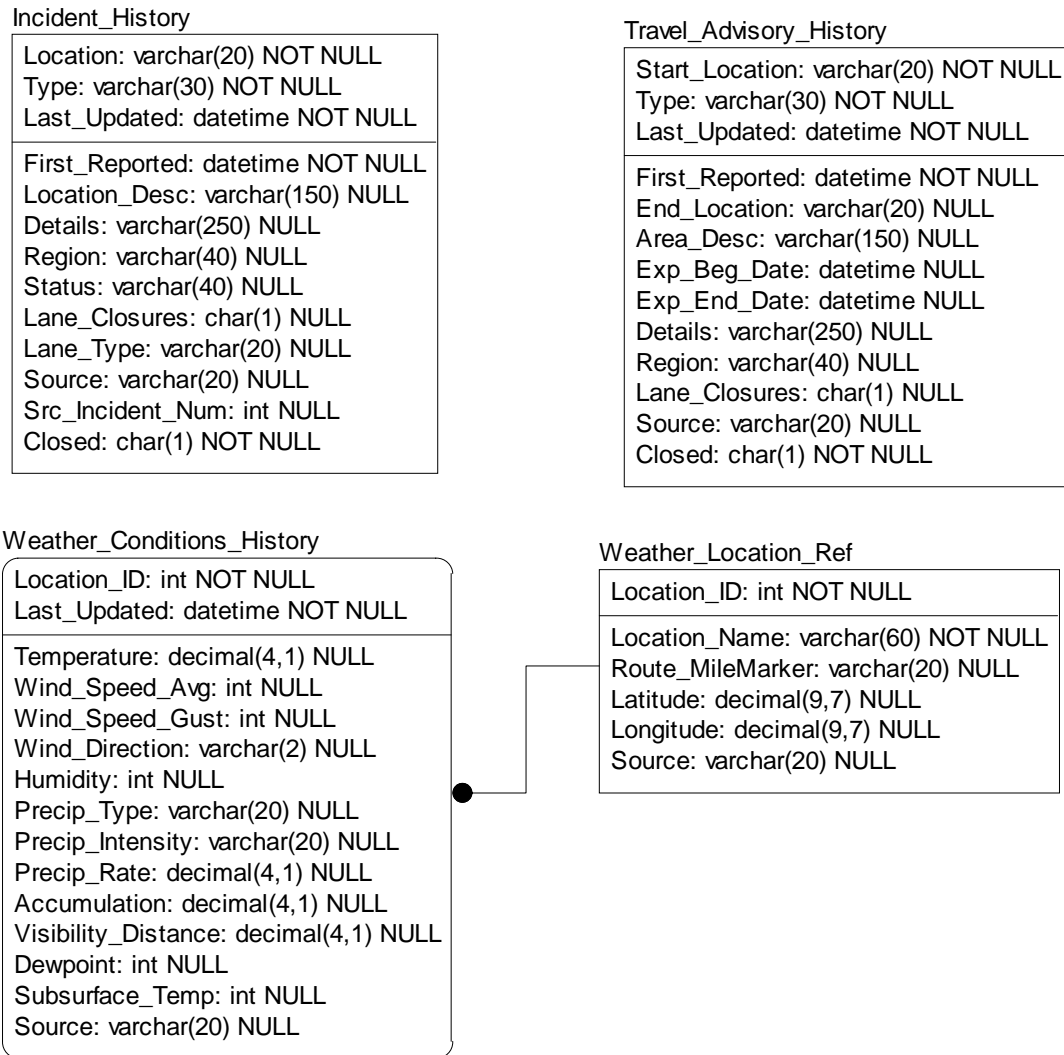 Incident_History
Location: varchar(20) NOT NULL
Type: varchar(30) NOT NULL
Last_Updated: datetime NOT NULL
First_Reported: datetime NOT NULL
Location_Desc: varchar(150) NULL
Details: varchar(250) NULL
Region: varchar(40) NULL
Status: varchar(40) NULL
Lane_Closures: char(1) NULL
Lane_Type: varchar(20) NULL
Source: varchar(20) NULL
Src_Incident_Num: int NULL
Closed: char(1) NOT NULL
Travel_Advisory_History
Start_Location: varchar(20) NOT NULL
Type: varchar(30) NOT NULL
Last_Updated: datetime NOT NULL
First_Reported: datetime NOT NULL
End_Location: varchar(20) NULL
Area_Desc: varchar(150) NULL
Exp_Beg_Date: datetime NULL
Exp_End_Date: datetime NULL
Details: varchar(250) NULL
Region: varchar(40) NULL
Lane_Closures: char(1) NULL
Source: varchar(20) NULL
Closed: char(1) NOT NULL
Weather_Conditions_History
Location_ID: int NOT NULL
Last_Updated: datetime NOT NULL
Temperature: decimal(4,1) NULL
Wind_Speed_Avg: int NULL
Wind_Speed_Gust: int NULL
Wind_Direction: varchar(2) NULL
Humidity: int NULL
Precip_Type: varchar(20) NULL
Precip_Intensity: varchar(20) NULL
Precip_Rate: decimal(4,1) NULL
Accumulation: decimal(4,1) NULL
Visibility_Distance: decimal(4,1) NULL
Dewpoint: int NULL
Subsurface_Temp: int NULL
Source: varchar(20) NULL
Weather_Location_Ref
Location_ID: int NOT NULL
Location_Name: varchar(60) NOT NULL
Route_MileMarker: varchar(20) NULL
Latitude: decimal(9,7) NULL
Longitude: decimal(9,7) NULL
Source: varchar(20) NULL